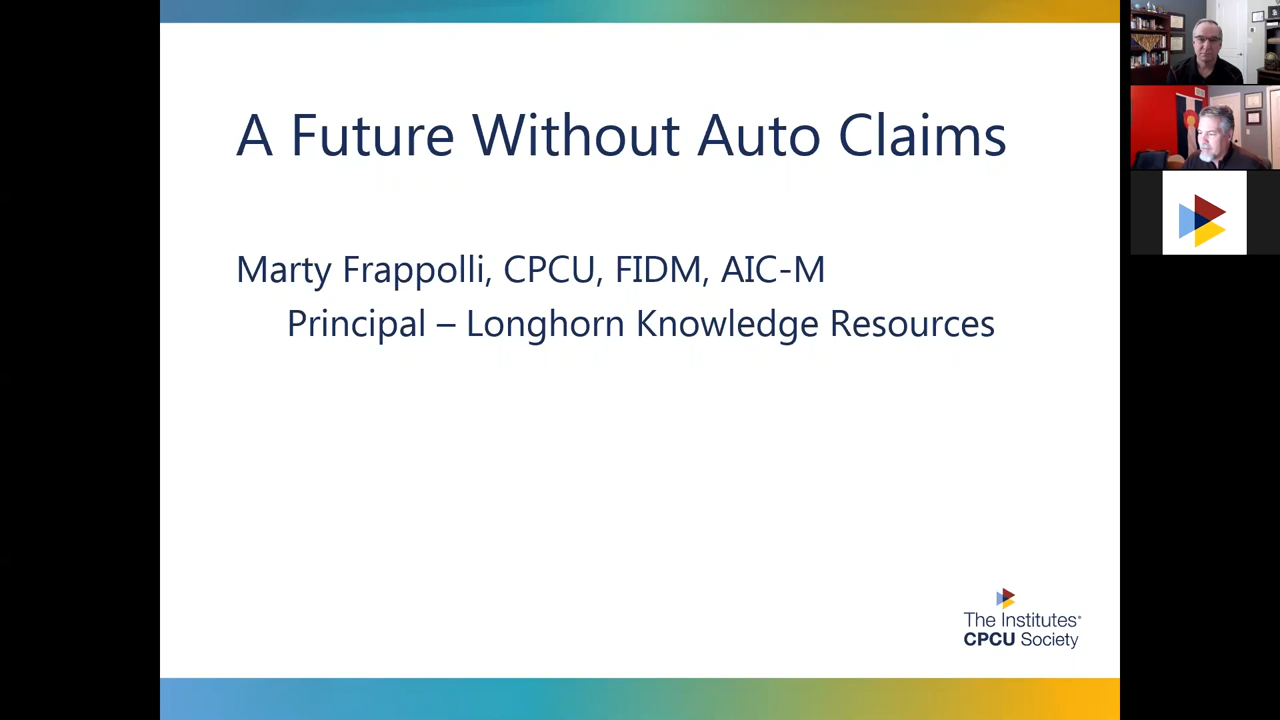 A Future Without Auto Claims
Marty Frappolli, CPCU, FIDM, AIC-M
Principal – Longhorn Knowledge Resources
The Institutes®
CPCU Society